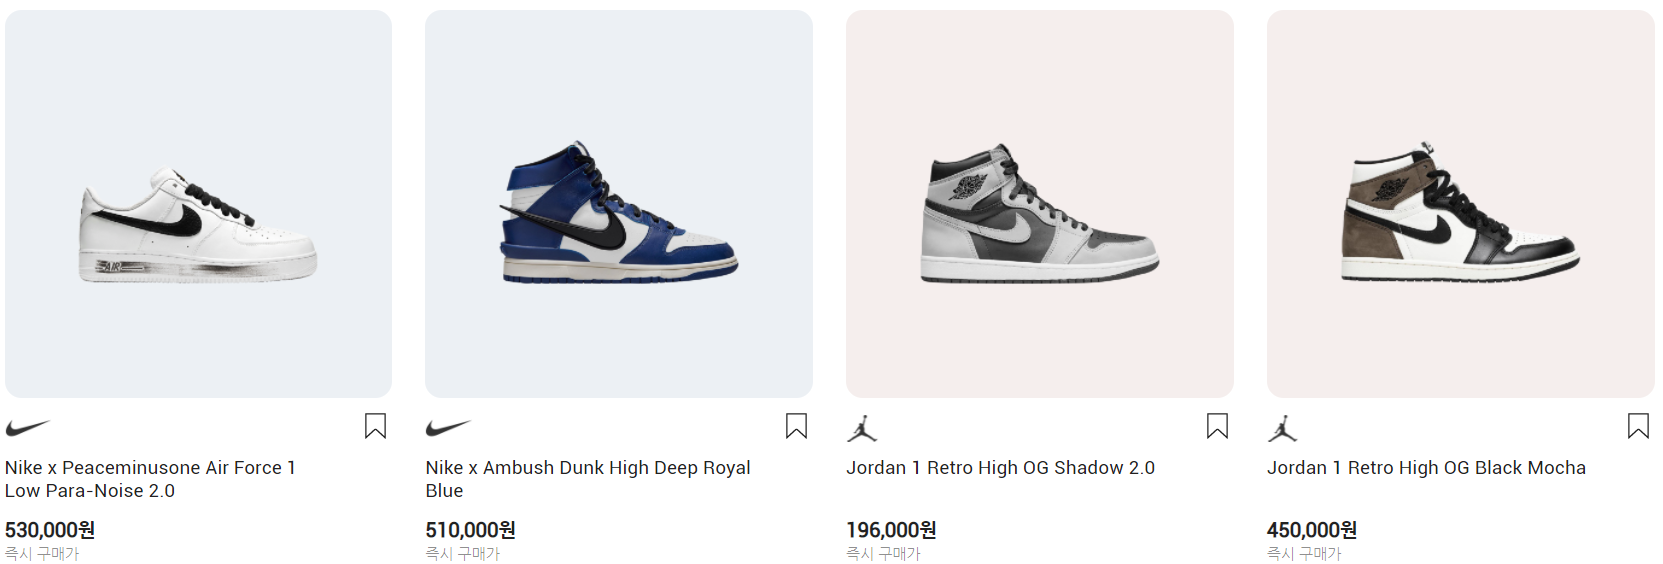 Nike x Peaceminusone Air Force 1
Low Para-Noise 2.0
530,000원
즉시 구매가
Nike x Ambush Dunk High Deep Royal
Blue
510,000원
즉시 구매가
Jordan 1 Retro High OG Shadow 2.0
196,000원
즉시 구매가
Jordan 1 Retro High OG Black Mocha
450,000원
즉시 구매가